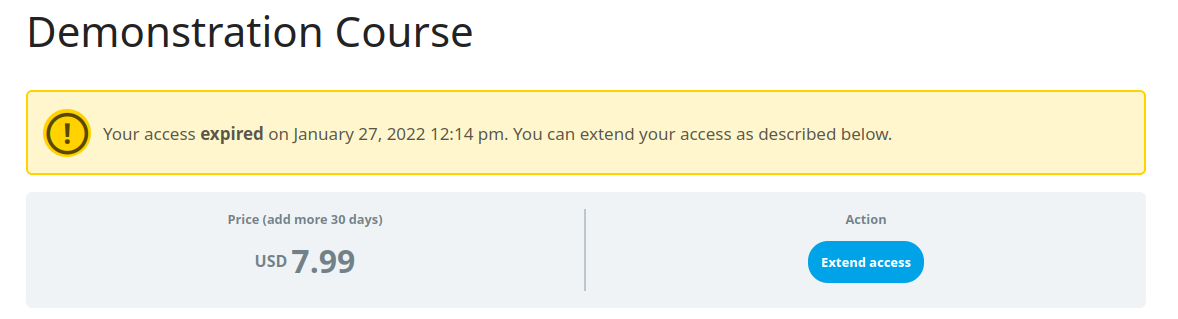 Demonstration Course
! Your access expired on January 27, 2022 12:14 pm. You can extend your access as described below.
Price (add more 30 days)
USD 7.99
Action
Extend access